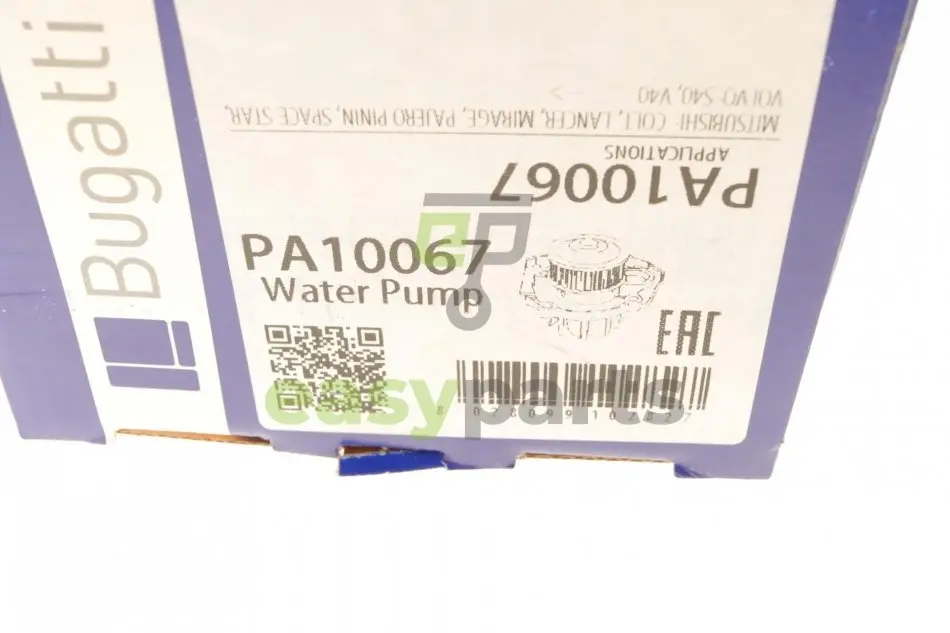 Bugatti
VOLVO S40, V40
MITSUBISHI: COLT, LANCER, MIRAGE, PAJERO PININ, SPACE STAR,
APPLICATIONS
PA10067
PA10067
Water Pump
EAC
easyparts